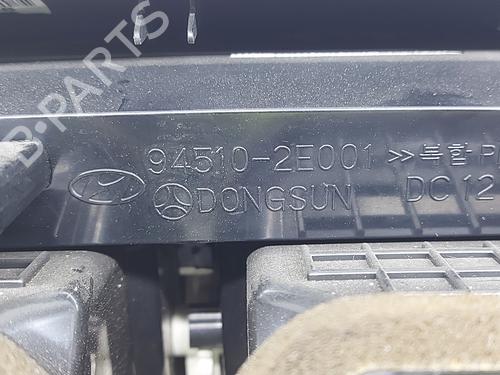 B-PARTS
94510-2E001 >>복합 P
DONGSUN DC 12